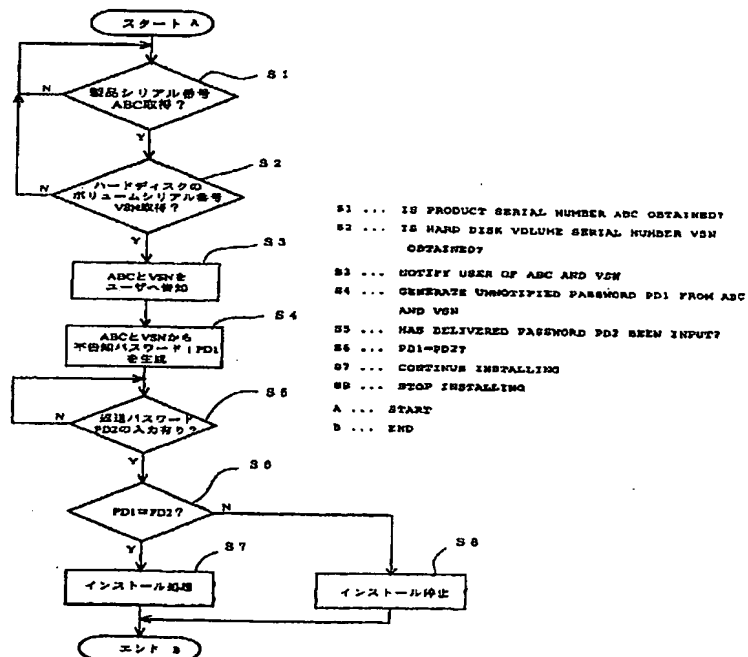 スタート A
S1
製品シリアル番号
ABC取得?
N
Y
S2
ハードディスクの
ボリュームシリアル番号
VSN取得?
N
Y
S3
ABCとVSNを
ユーザへ告知
S4
ABCとVSNから
不告知パスワード:PD1
を生成
S5
返送パスワード
PD2の入力有り?
N
Y
S6
PD1=PD2?
N
Y
S7
インストール処理
S8
インストール停止
エンド B
S1 ... IS PRODUCT SERIAL NUMBER ABC OBTAINED?
S2 ... IS HARD DISK VOLUME SERIAL NUMBER VSN
OBTAINED?
S3 ... NOTIFY USER OF ABC AND VSN
S4 ... GENERATE UNNOTIFIED PASSWORD PD1 FROM ABC
AND VSN
S5 ... HAS DELIVERED PASSWORD PD2 BEEN INPUT?
S6 ... PD1=PD2?
S7 ... CONTINUE INSTALLING
S8 ... STOP INSTALLING
A ... START
B ... END